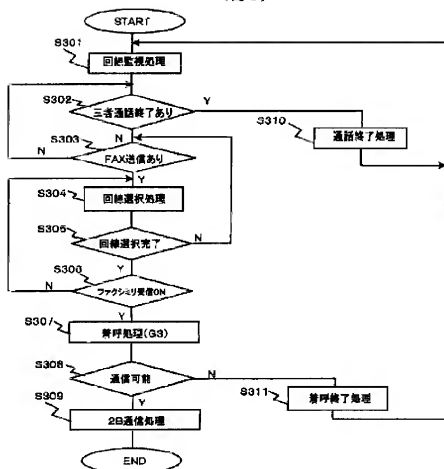 START
S301
回線監視処理
S302
三者通話終了あり
Y
S310
通話終了処理
N
S303
FAX送信あり
N
Y
S304
回線選択処理
S305
回線選択完了
N
Y
S306
ファクシミリ受信ON
N
Y
S307
着呼処理(G3)
S308
通信可能
N
Y
S311
着呼終了処理
S309
2B通信処理
END